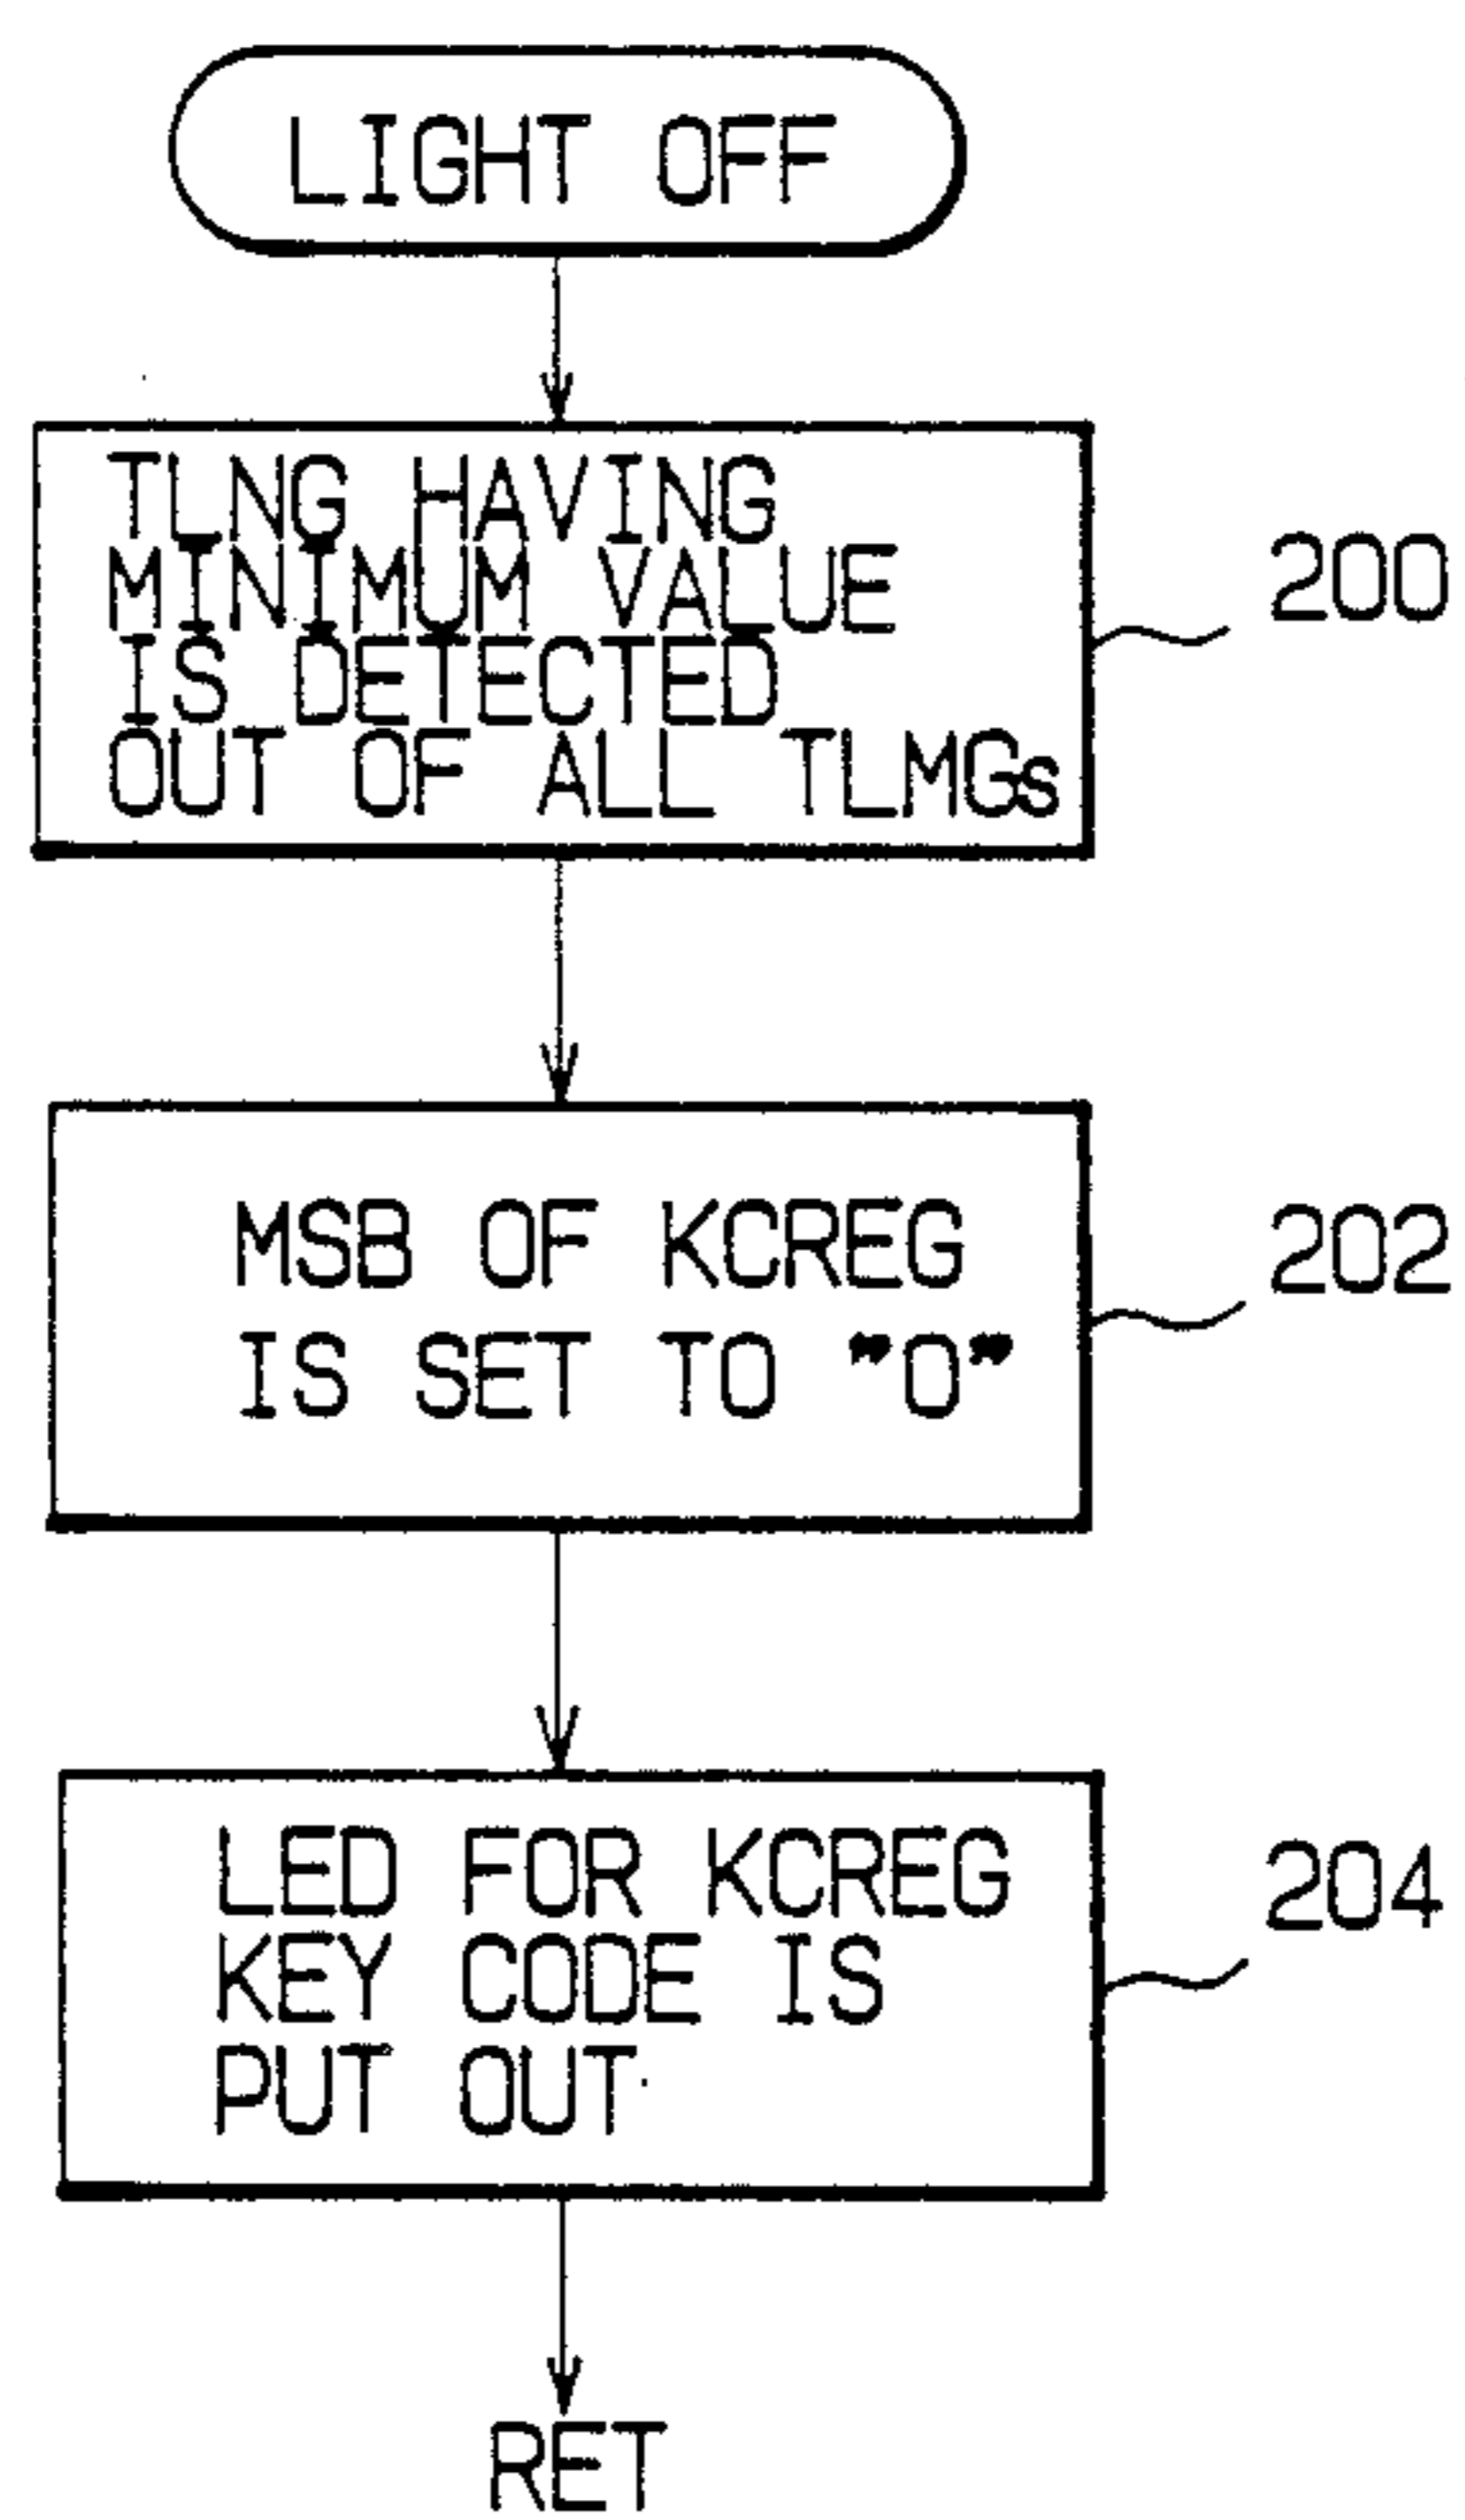 LIGHT OFF
TLNG HAVING
MINIMUM VALUE
IS DETECTED
OUT OF ALL TLMGs
200
MSB OF KCREG
IS SET TO "0"
202
LED FOR KCREG
KEY CODE IS
PUT OUT
204
RET